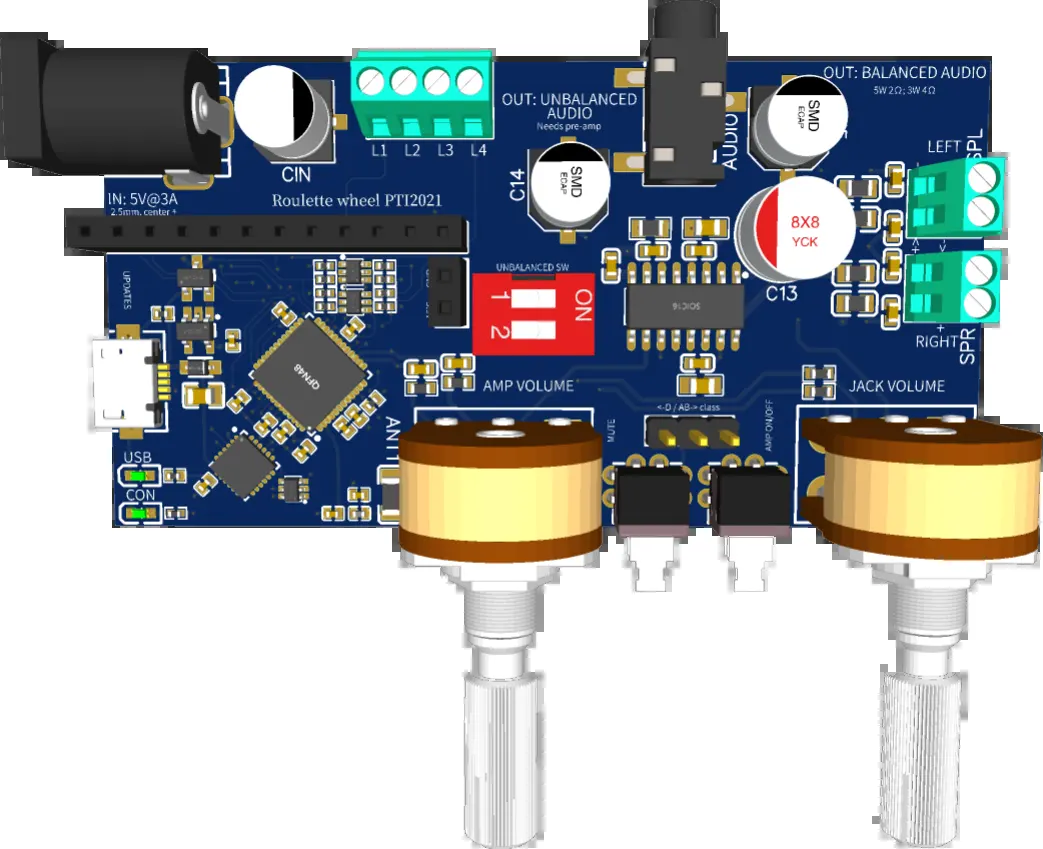 OUT: BALANCED AUDIO
5W 2Ω; 3W 4Ω
OUT: UNBALANCED
AUDIO
Needs pre-amp
L1 L2 L3 L4
AUDIO
SMD
ECAP
LEFT
SPL
CIN
C14
SMD
ECAP
IN: 5V@3A
2.5mm, center +
Roulette wheel PTI2021
8X8
YCK
C13
UPDATES
UNBALANCED SW
1
2
ON
SOIC16
+
RIGHT
SPR
QFN48
AMP VOLUME
JACK VOLUME
<-D / AB-> class
MUTE
AMP ON/OFF
ANT1
USB
CON